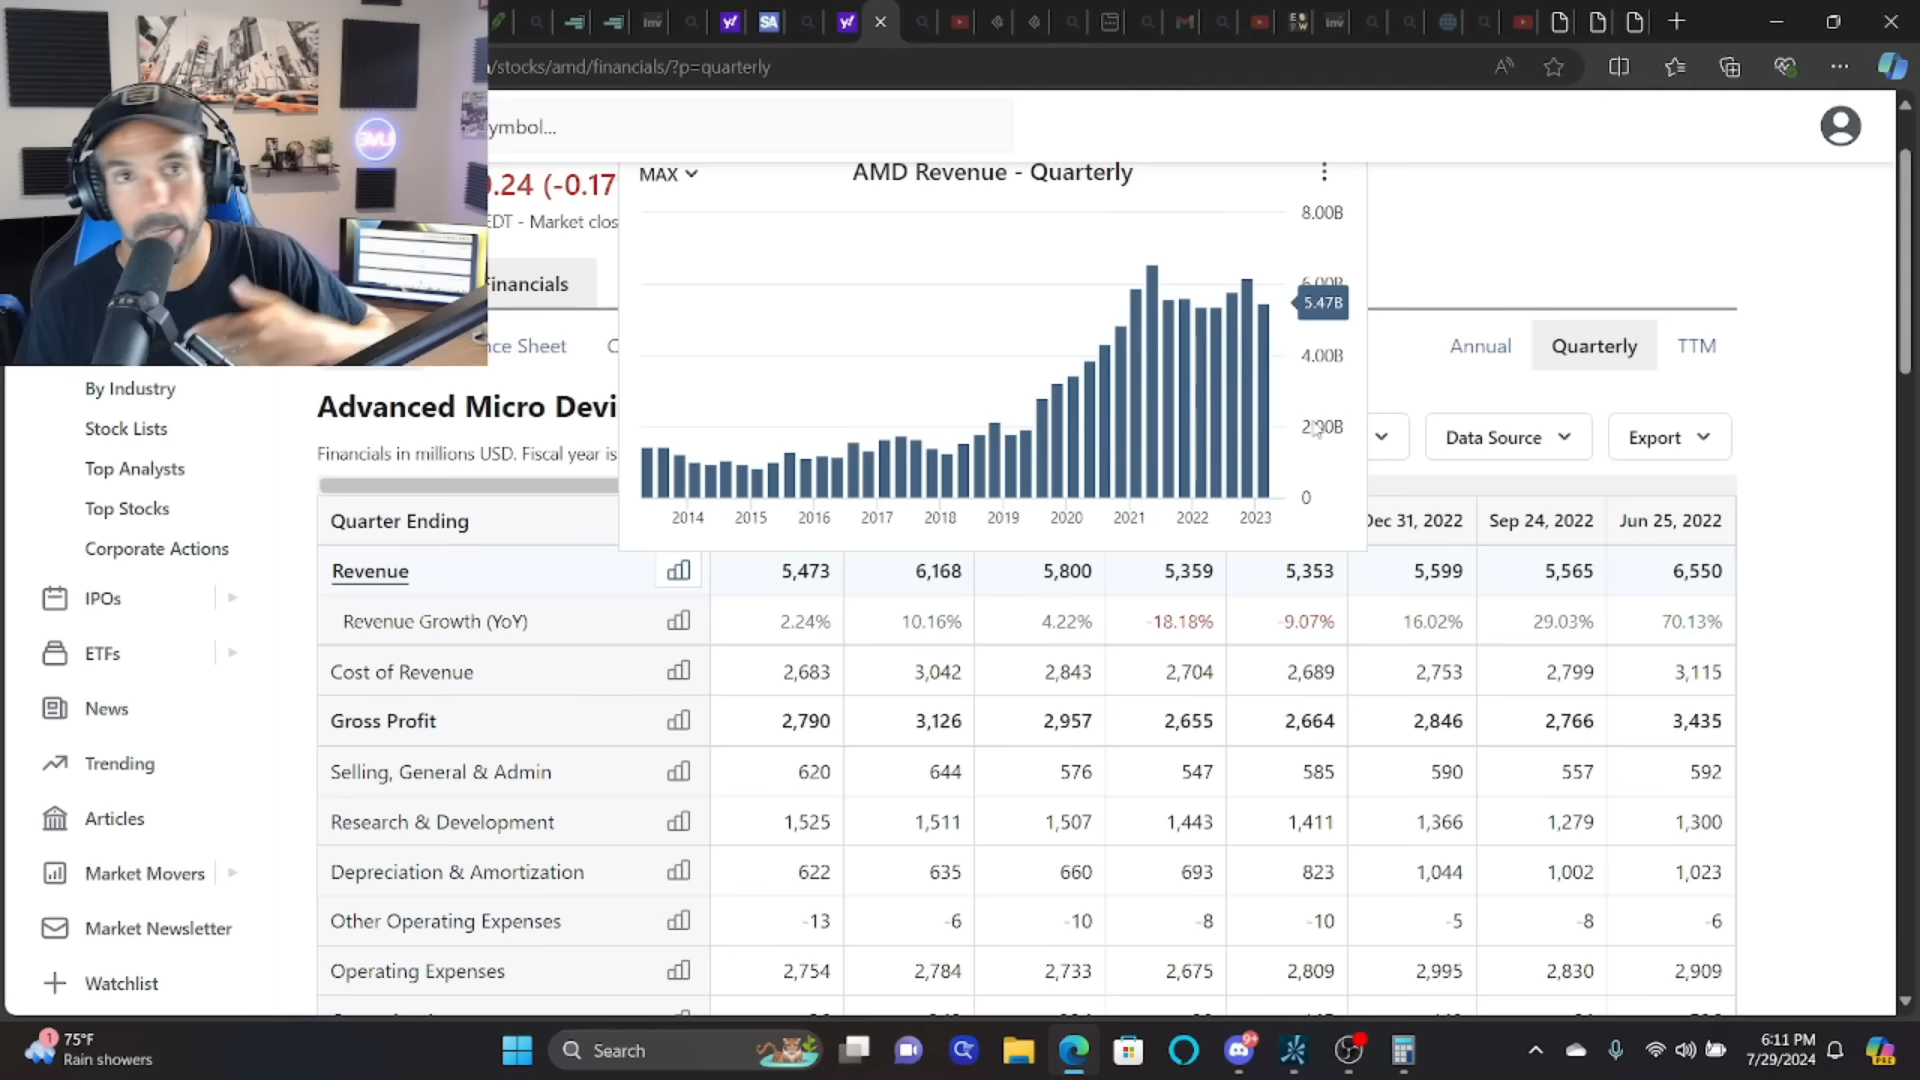 /stocks/amd/financials/?p=quarterly
ymbol...
.24 (-0.17
EDT - Market clos
MAX
AMD Revenue - Quarterly
8.00B
6.00B
5.47B
4.00B
2.00B
0
2014 2015 2016 2017 2018 2019 2020 2021 2022 2023
inancials
nce Sheet
C
Annual
Quarterly
TTM
By Industry
Stock Lists
Top Analysts
Top Stocks
Corporate Actions
IPOs
ETFs
News
Trending
Articles
Market Movers
Market Newsletter
Watchlist
Advanced Micro Devi
Financials in millions USD. Fiscal year is
Data Source
Export
Quarter Ending Dec 31, 2022 Sep 24, 2022 Jun 25, 2022
Revenue 5,473 6,168 5,800 5,359 5,353 5,599 5,565 6,550
Revenue Growth (YoY) 2.24% 10.16% 4.22% -18.18% -9.07% 16.02% 29.03% 70.13%
Cost of Revenue 2,683 3,042 2,843 2,704 2,689 2,753 2,799 3,115
Gross Profit 2,790 3,126 2,957 2,655 2,664 2,846 2,766 3,435
Selling, General & Admin 620 644 576 547 585 590 557 592
Research & Development 1,525 1,511 1,507 1,443 1,411 1,366 1,279 1,300
Depreciation & Amortization 622 635 660 693 823 1,044 1,002 1,023
Other Operating Expenses -13 -6 -10 -8 -10 -5 -8 -6
Operating Expenses 2,754 2,784 2,733 2,675 2,809 2,995 2,830 2,909
1
75°F
Rain showers
Search
9+
6:11 PM
7/29/2024